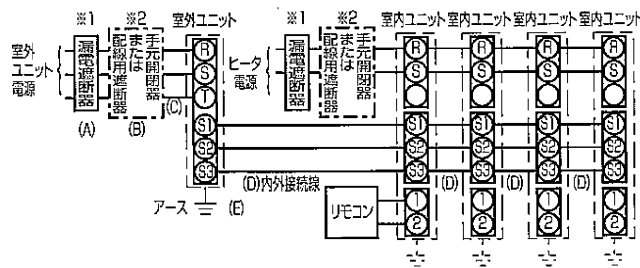 ※1
※2
室外ユニット
※1
※2
室内ユニット
室内ユニット
室内ユニット
室内ユニット
室外
ユニット
電源
漏電遮断器
手元開閉器
または
配線用遮断器
R
S
T
ヒータ
電源
漏電遮断器
手元開閉器
または
配線用遮断器
R
S
R
S
R
S
R
S
(A)
(B)
(C)
S1
S2
S3
S1
S2
S3
S1
S2
S3
S1
S2
S3
S1
S2
S3
(D)内外接続線
(D)
(D)
(D)
アース
(E)
リモコン
1
2
1
2
1
2
1
2